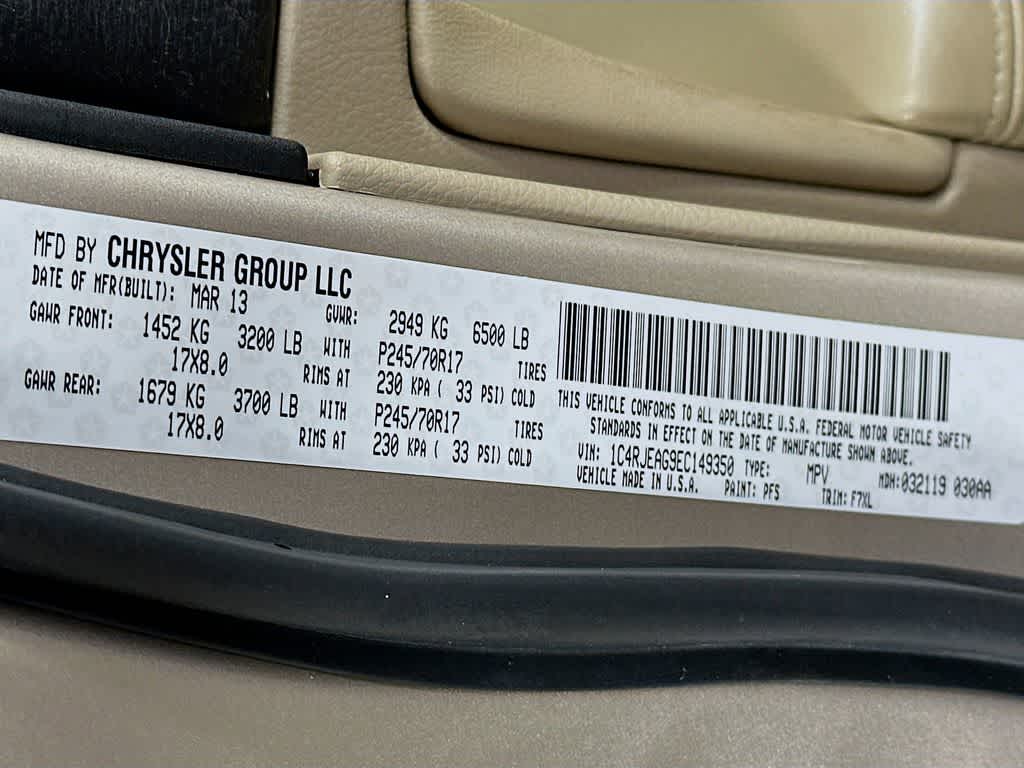 MFD BY CHRYSLER GROUP LLC
DATE OF MFR(BUILT): MAR 13 GVWR: 2949 KG 6500 LB
GAWR FRONT: 1452 KG 3200 LB WITH P245/70R17 TIRES
17X8.0 RIMS AT 230 KPA ( 33 PSI) COLD
GAWR REAR: 1679 KG 3700 LB WITH P245/70R17 TIRES
17X8.0 RIMS AT 230 KPA ( 33 PSI) COLD
THIS VEHICLE CONFORMS TO ALL APPLICABLE U.S.A. FEDERAL MOTOR VEHICLE SAFETY
STANDARDS IN EFFECT ON THE DATE OF MANUFACTURE SHOWN ABOVE.
VIN: 1C4RJEAG9EC149350 TYPE: MPV MDH:032119 030AA
VEHICLE MADE IN U.S.A. PAINT: PFS TRIM: F7XL